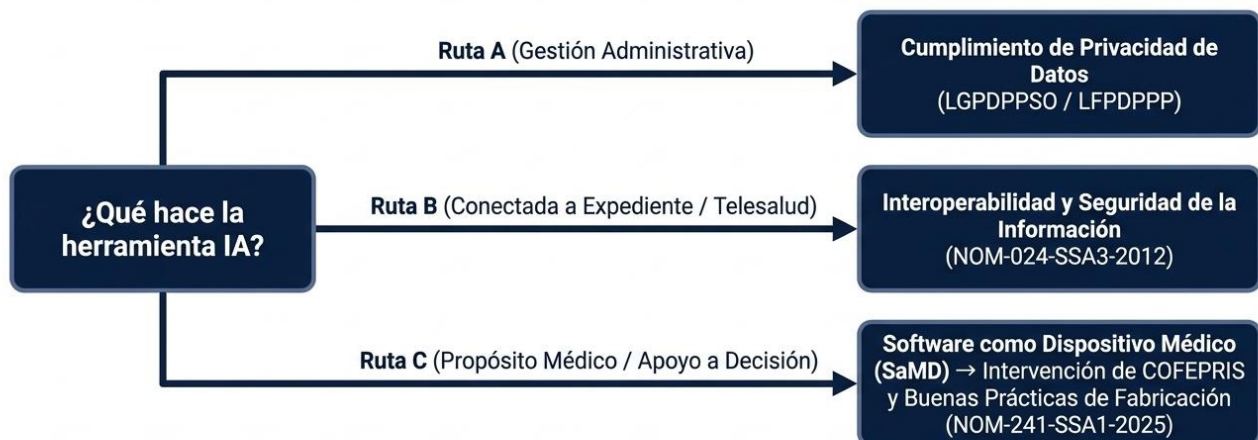 ¿Qué hace la
herramienta IA?
Ruta A (Gestión Administrativa)
Cumplimiento de Privacidad de
Datos
(LGPDPPSO / LFPDPPP)
Ruta B (Conectada a Expediente / Telesalud)
Interoperabilidad y Seguridad de la
Información
(NOM-024-SSA3-2012)
Ruta C (Propósito Médico / Apoyo a Decisión)
Software como Dispositivo Médico
(SaMD) → Intervención de COFEPRIS
y Buenas Prácticas de Fabricación
(NOM-241-SSA1-2025)